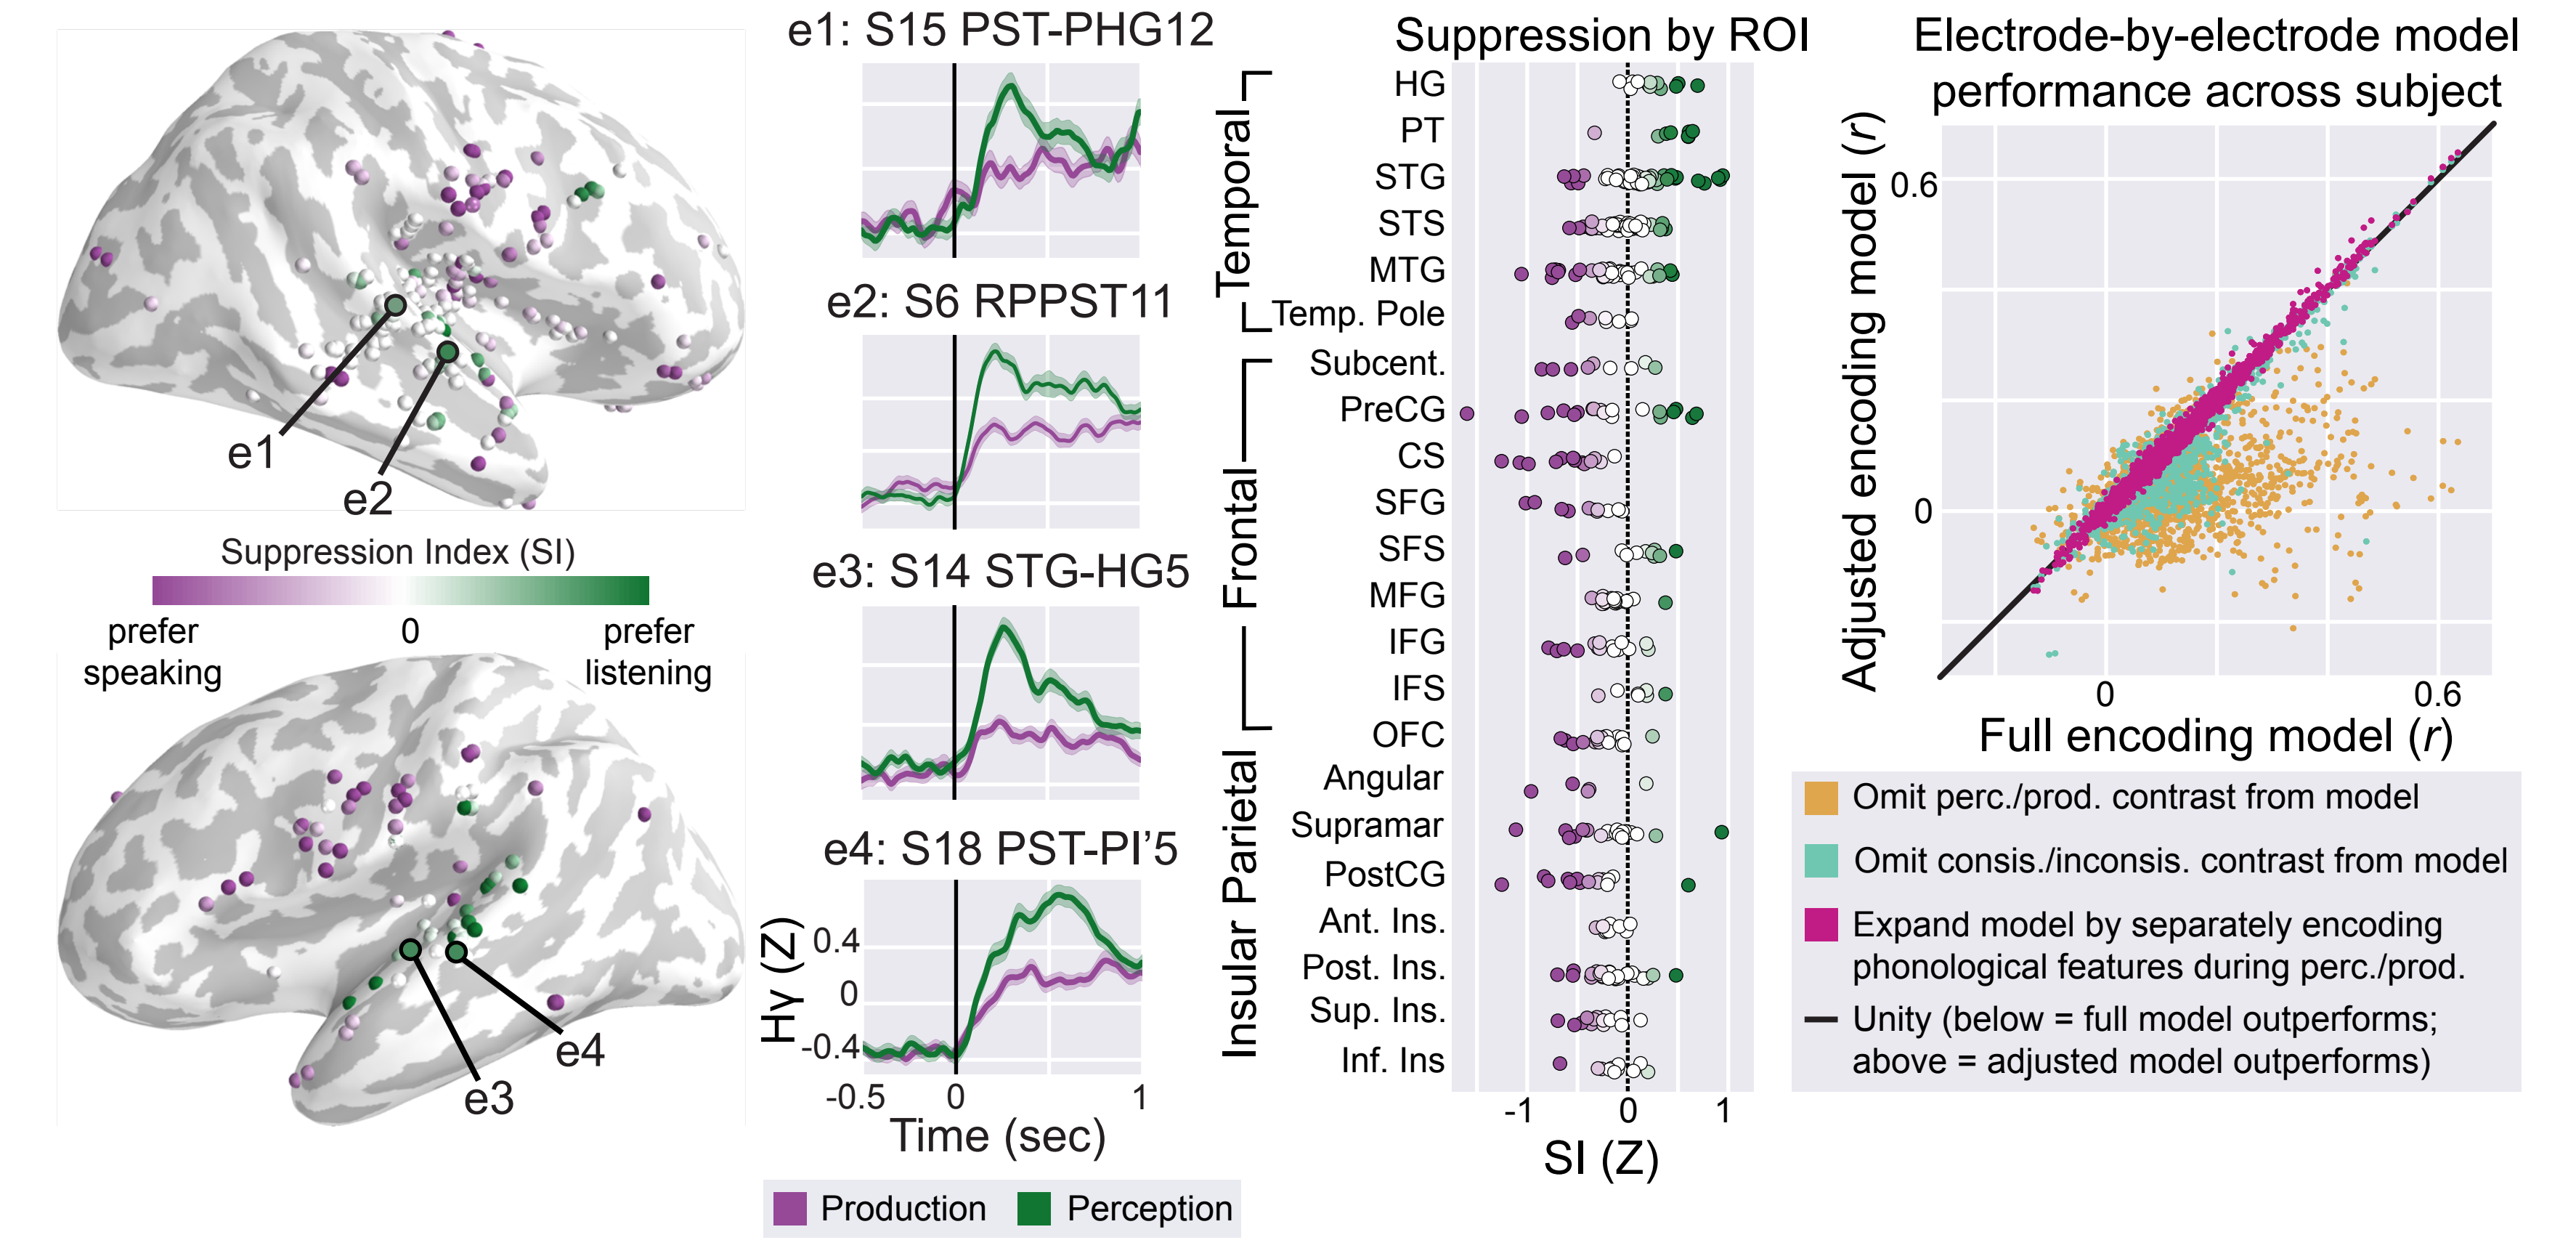 e1
e2
Suppression Index (SI)
prefer speaking
0
prefer listening
e3
e4
e1: S15 PST-PHG12
e2: S6 RPPST11
e3: S14 STG-HG5
e4: S18 PST-PI’5
Hγ (Z)
0.4
0
-0.4
-0.5
0
1
Time (sec)
Production
Perception
Suppression by ROI
Temporal
Frontal
Parietal
Insular
HG
PT
STG
STS
MTG
Temp. Pole
Subcent.
PreCG
CS
SFG
SFS
MFG
IFG
IFS
OFC
Angular
Supramar
PostCG
Ant. Ins.
Post. Ins.
Sup. Ins.
Inf. Ins
-1
0
1
SI (Z)
Electrode-by-electrode model
performance across subject
Adjusted encoding model (r)
0.6
0
0
0.6
Full encoding model (r)
Omit perc./prod. contrast from model
Omit consis./inconsis. contrast from model
Expand model by separately encoding
phonological features during perc./prod.
Unity (below = full model outperforms;
above = adjusted model outperforms)